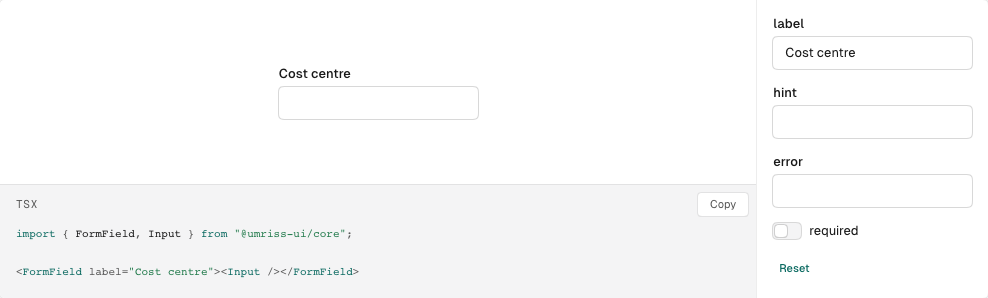 Cost centre
TSX
Copy
import { FormField, Input } from "@umriss-ui/core";
<FormField label="Cost centre"><Input /></FormField>
label
Cost centre
hint
error
required
Reset